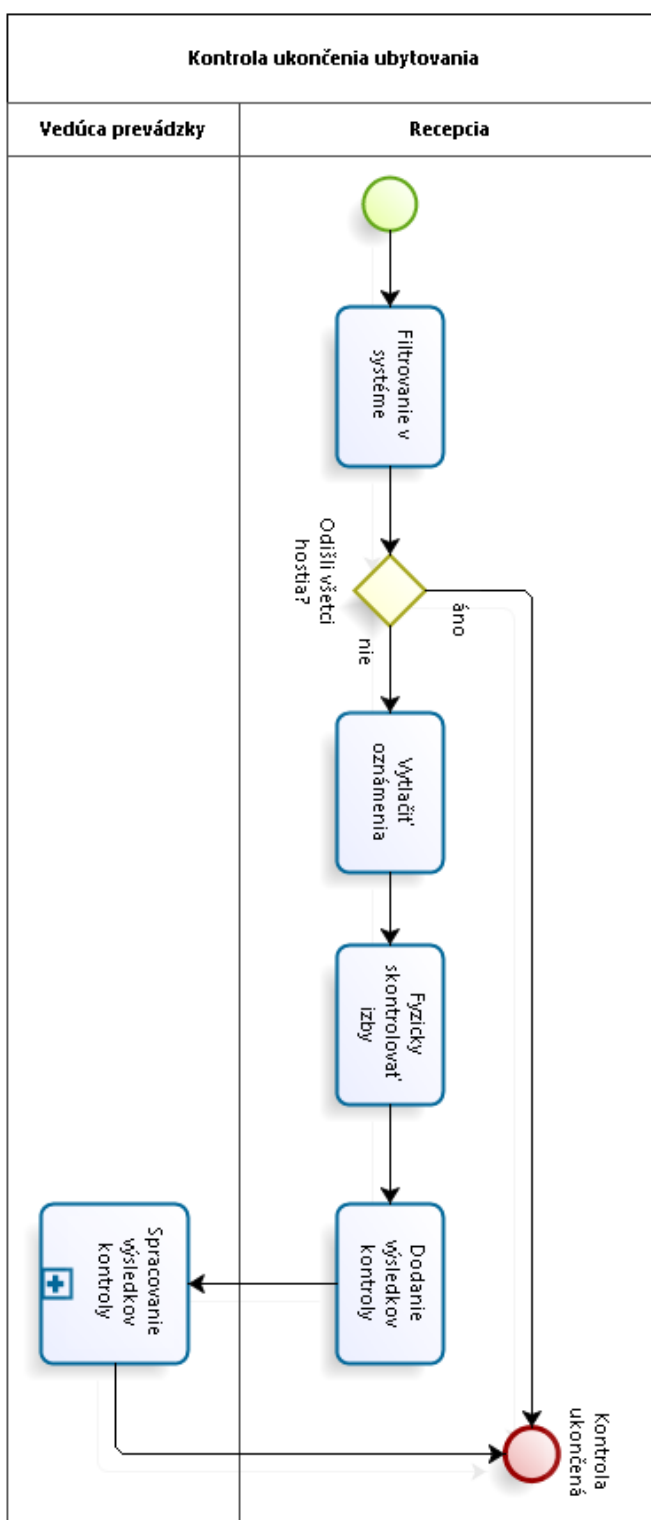 Kontrola ukončenia ubytovania
Vedúca prevádzky
Recepcia
Filtrovanie v
systéme
Odišli všetci
hostia?
áno
nie
Vytlačiť
oznámenia
Fyzicky
skontrolovať
izby
Dodanie
výsledkov
kontroly
Spracovanie
výsledkov
kontroly
Kontrola
ukončená